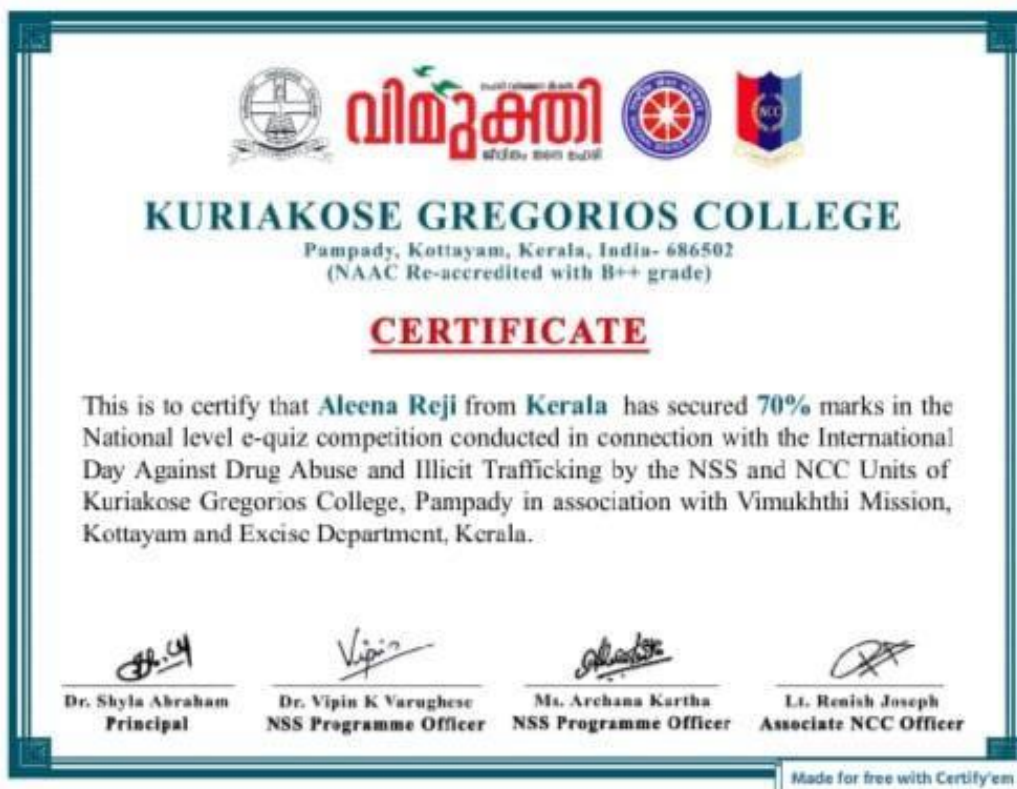 വിമുക്തി
NCC
KURIAKOSE GREGORIOS COLLEGE
Pampady, Kottayam, Kerala, India- 686502
(NAAC Re-accredited with B++ grade)
CERTIFICATE
This is to certify that Aleena Reji from Kerala has secured 70% marks in the
National level e-quiz competition conducted in connection with the International
Day Against Drug Abuse and Illicit Trafficking by the NSS and NCC Units of
Kuriakose Gregorios College, Pampady in association with Vimukhthi Mission,
Kottayam and Excise Department, Kerala.
Dr. Shyla Abraham
Principal
Vipin
Dr. Vipin K Varughese
NSS Programme Officer
Ms. Archana Kartha
NSS Programme Officer
Lt. Renish Joseph
Associate NCC Officer
Made for free with Certify'em